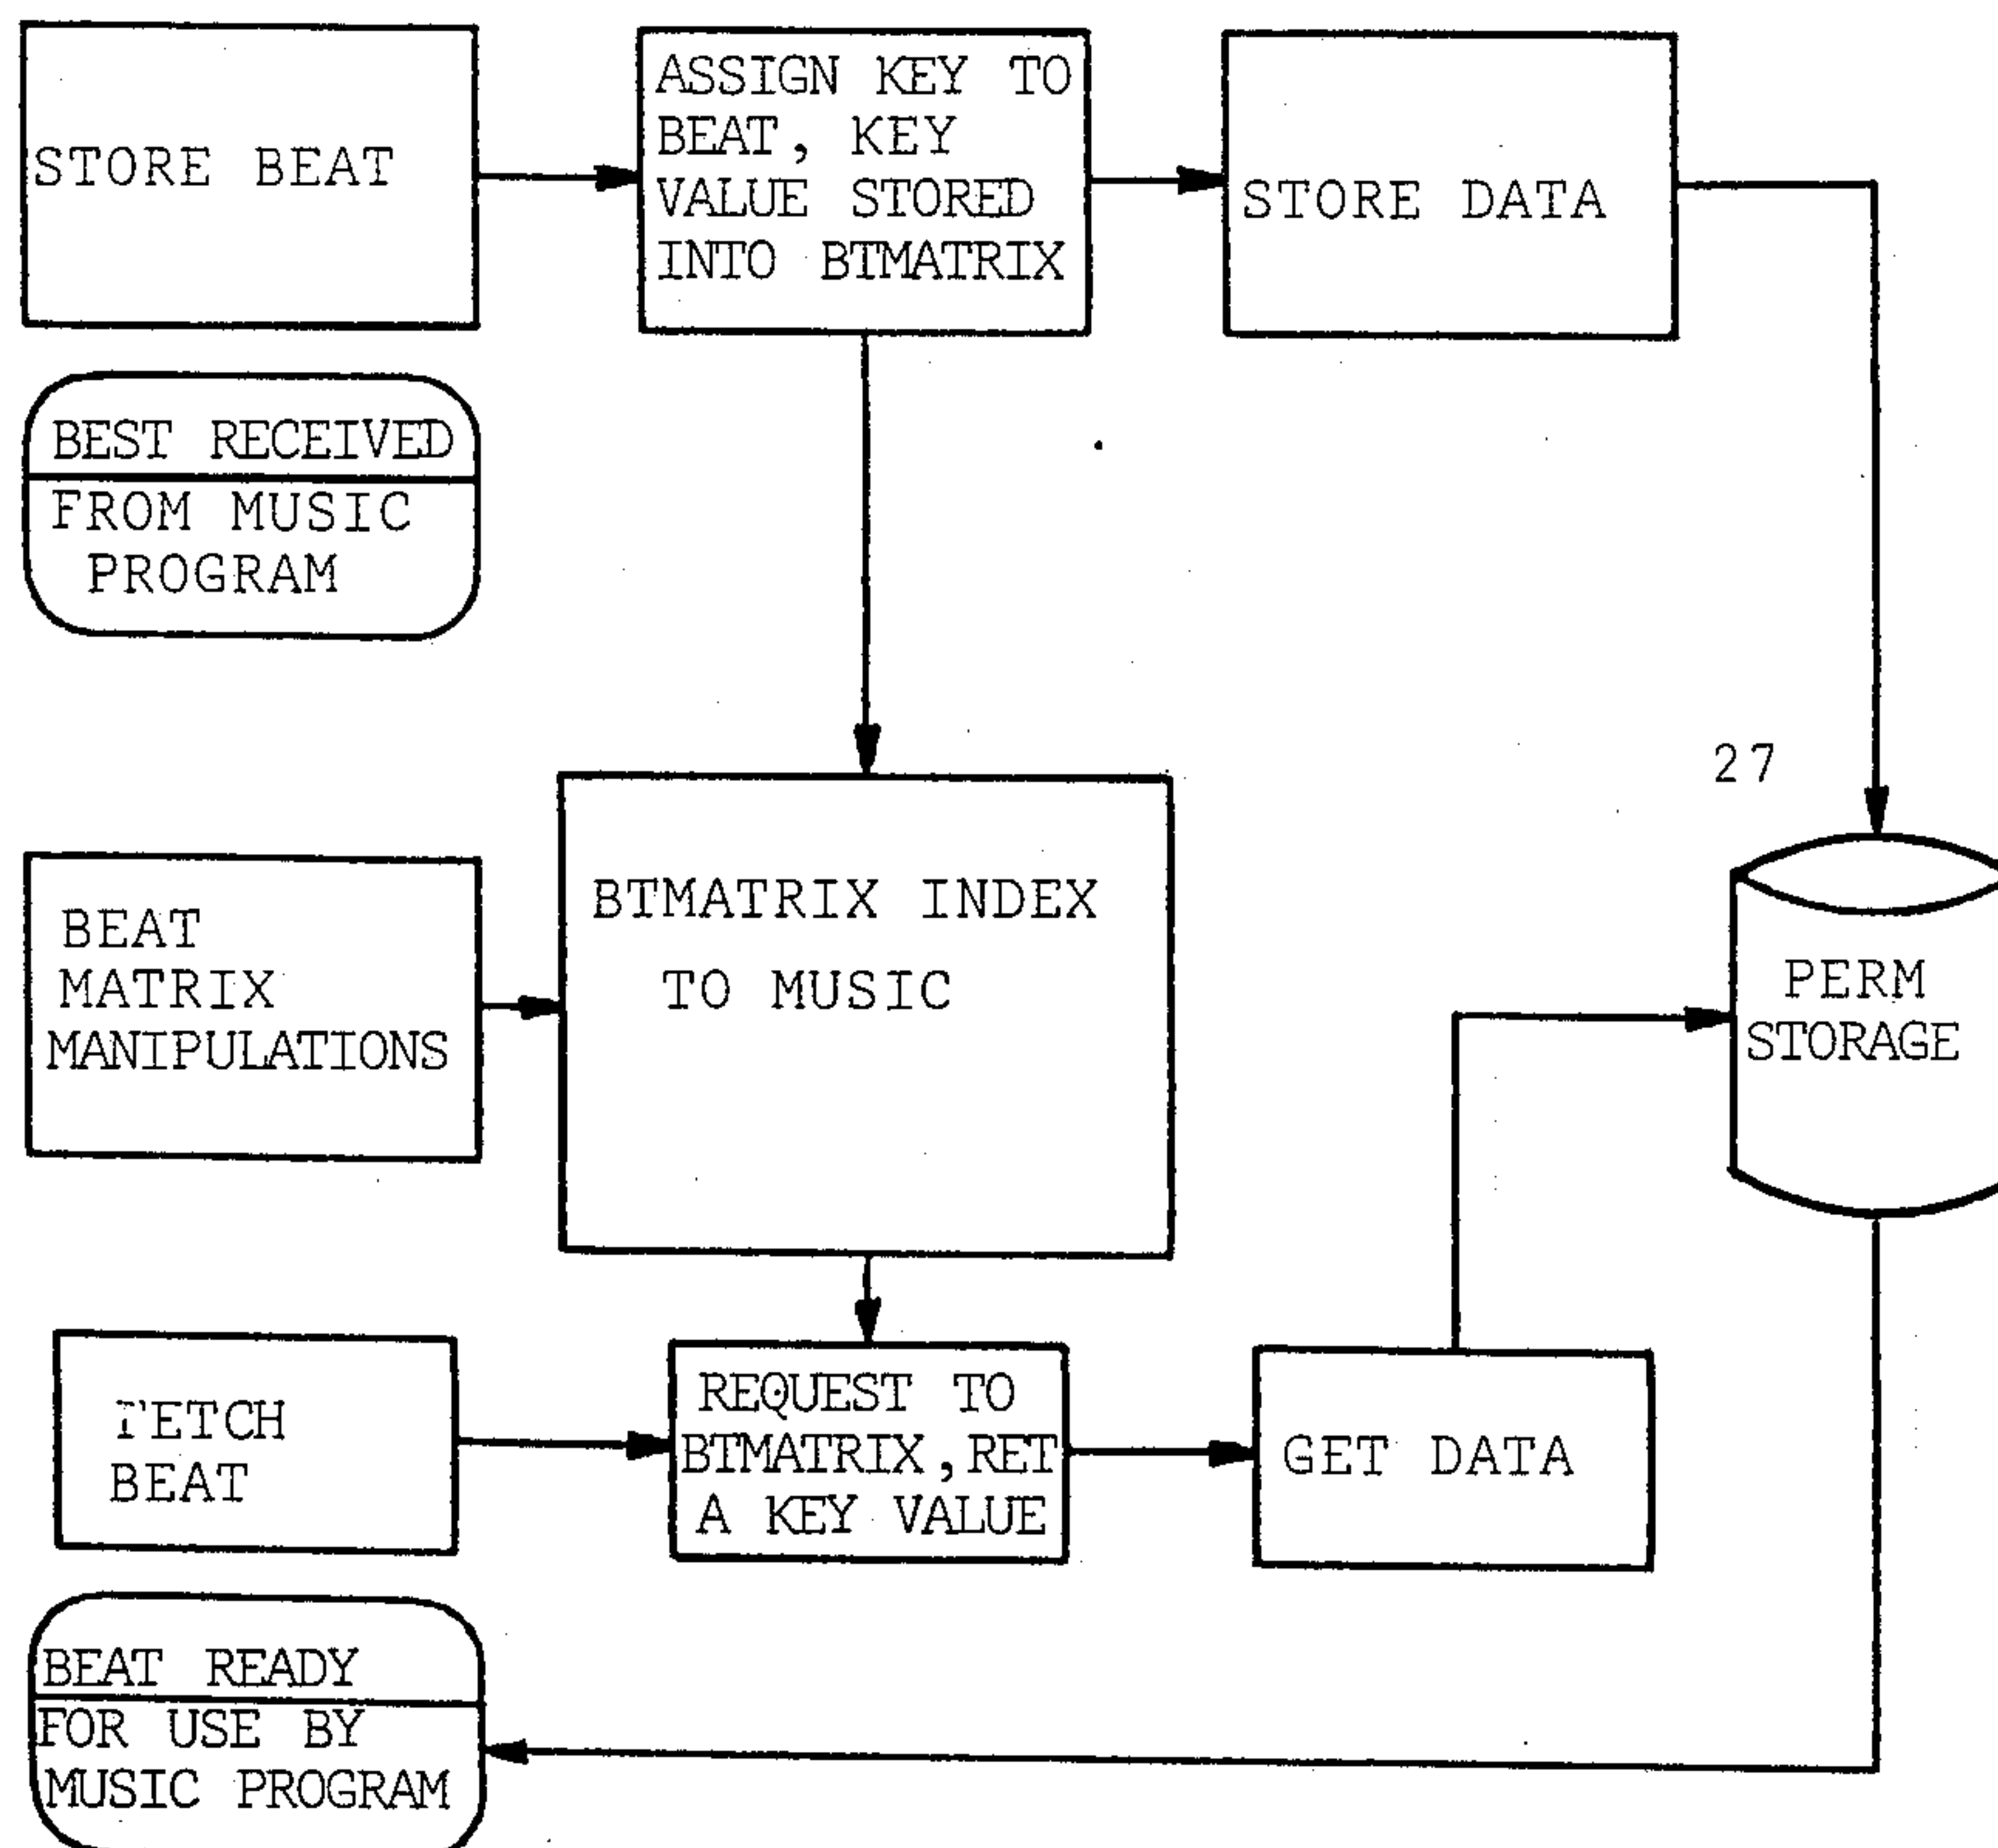 STORE BEAT
ASSIGN KEY TO
BEAT, KEY
VALUE STORED
INTO BTMATRIX
STORE DATA
BEST RECEIVED
FROM MUSIC
PROGRAM
27
BTMATRIX INDEX
TO MUSIC
BEAT
MATRIX
MANIPULATIONS
PERM
STORAGE
FETCH
BEAT
REQUEST TO
BTMATRIX, RET
A KEY VALUE
GET DATA
BEAT READY
FOR USE BY
MUSIC PROGRAM